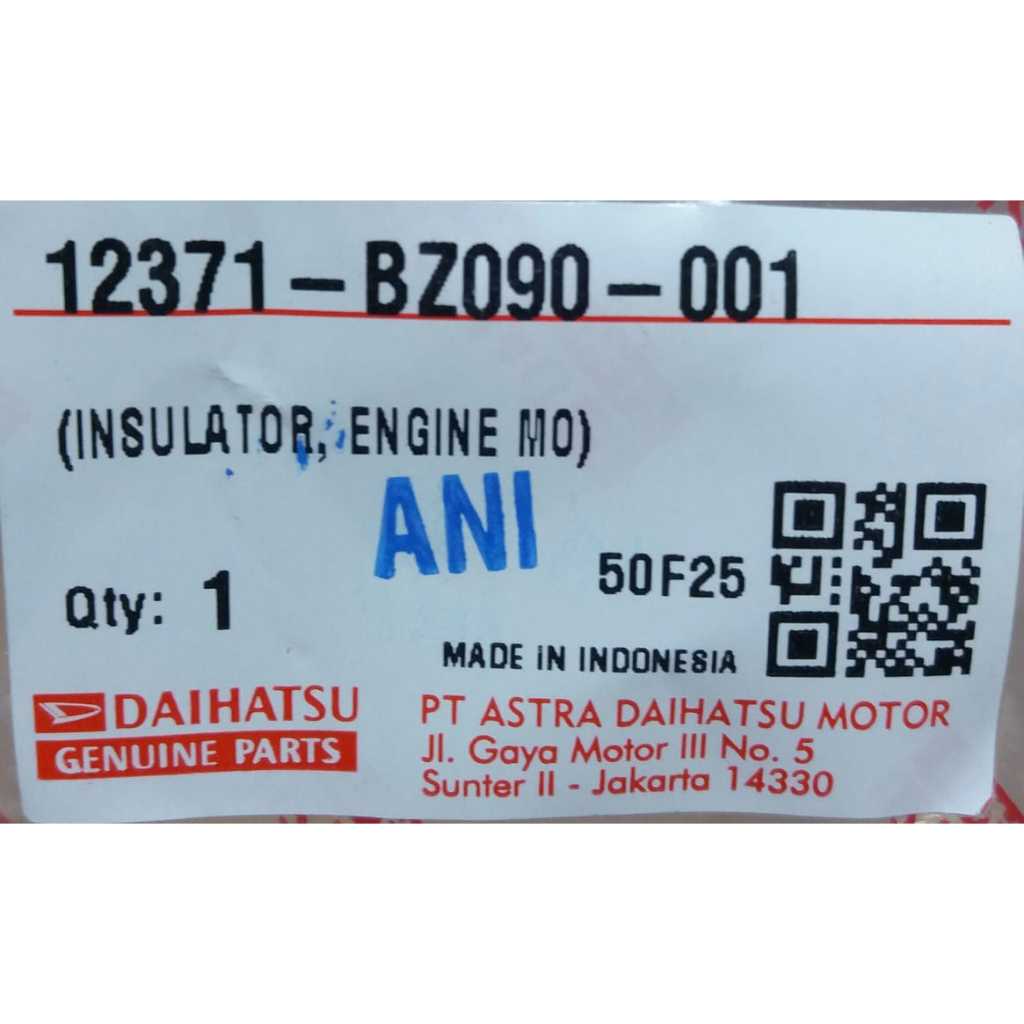 12371-BZ090-001
(INSULATOR, ENGINE MO)
ANI
50F25
Qty: 1
MADE IN INDONESIA
DAIHATSU
GENUINE PARTS
PT ASTRA DAIHATSU MOTOR
Jl. Gaya Motor III No. 5
Sunter II - Jakarta 14330